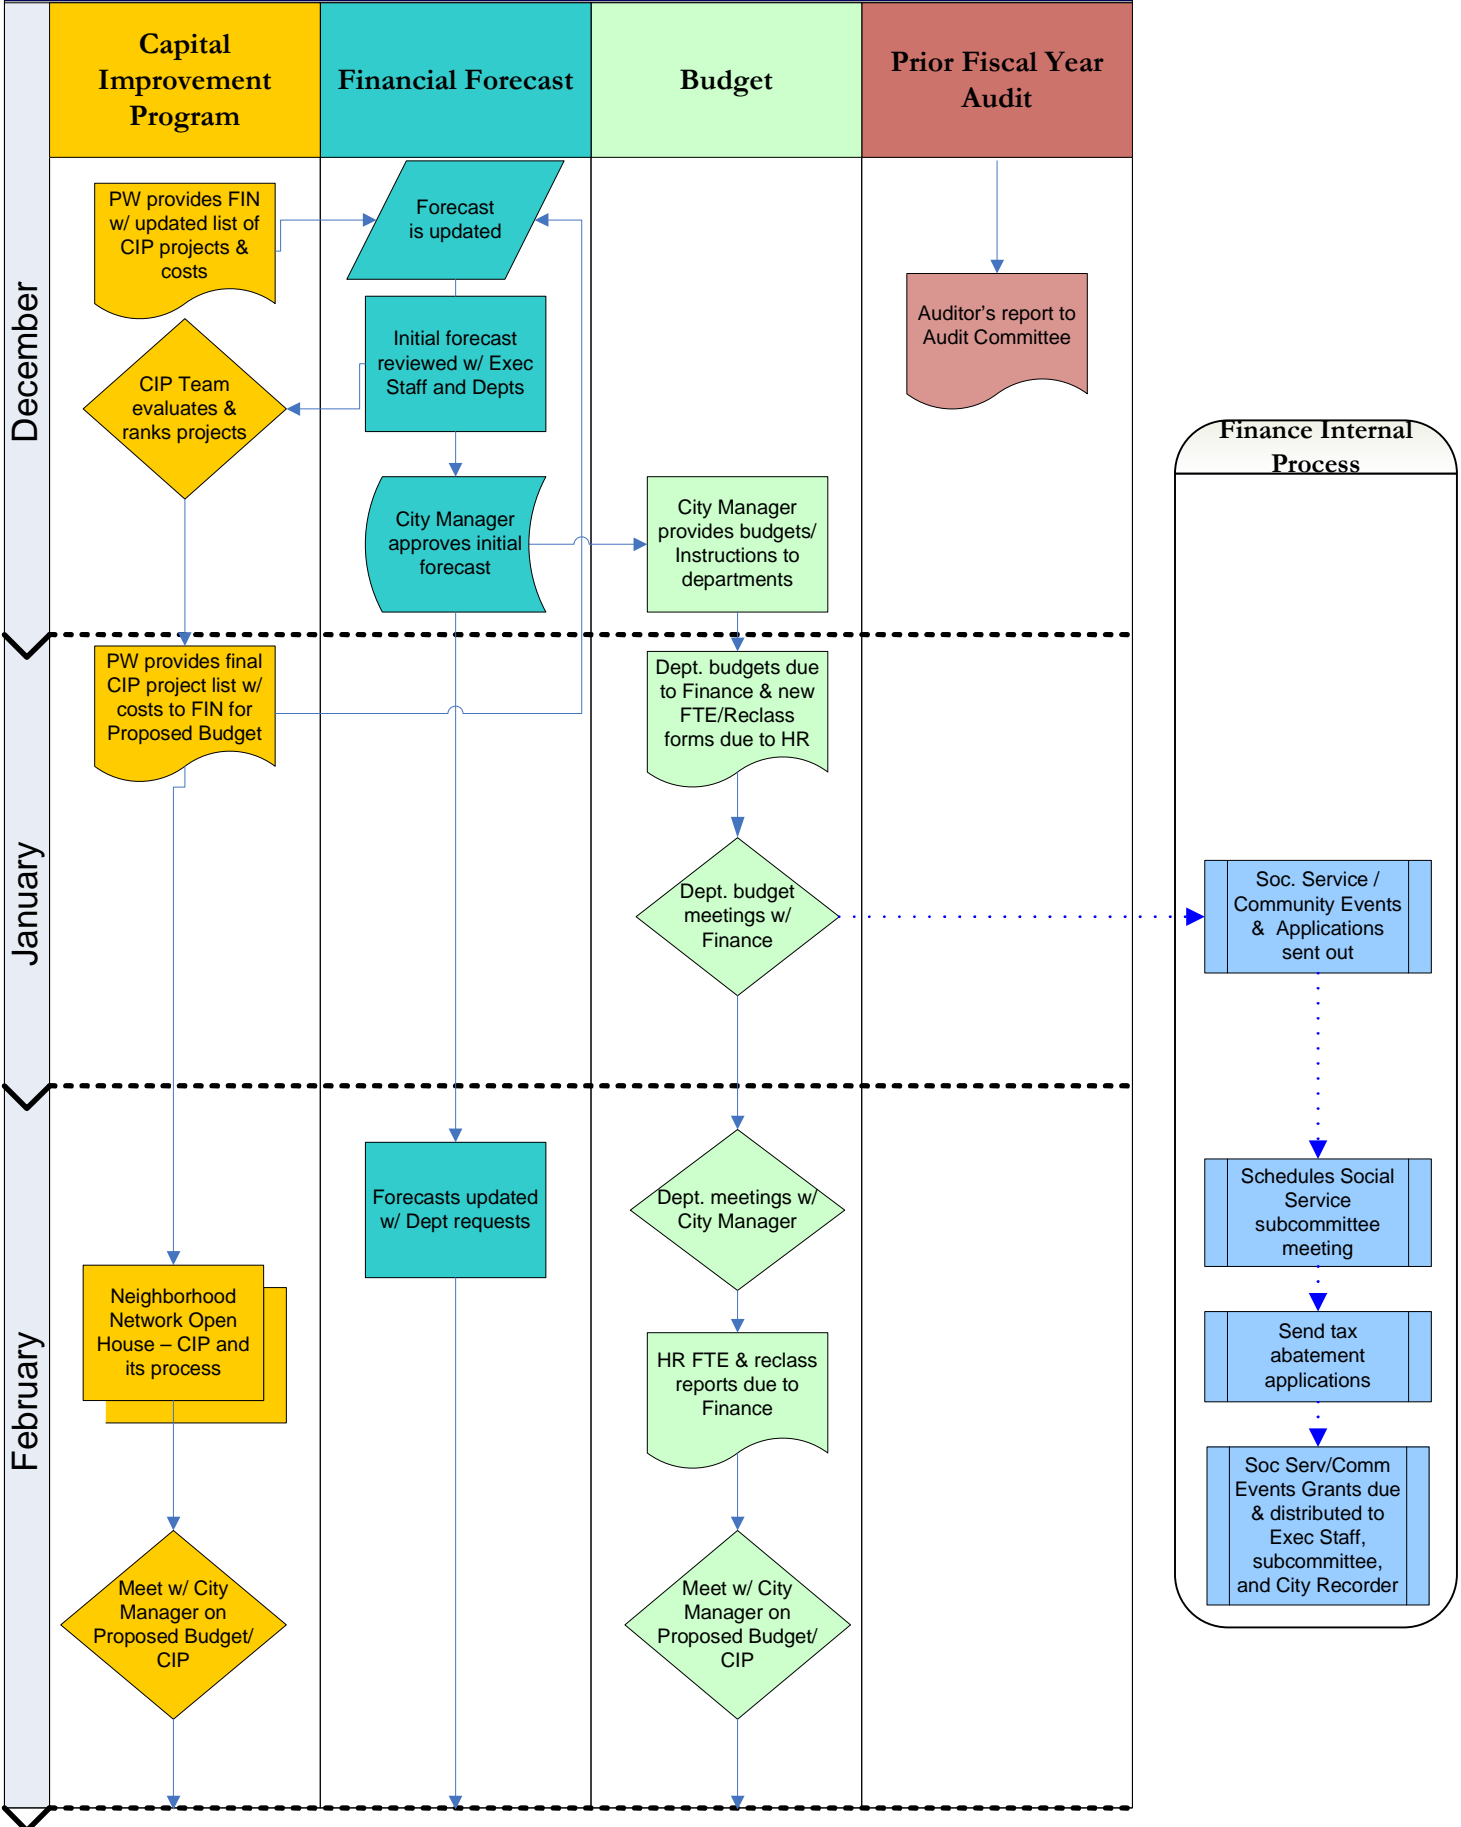 Capital
Improvement
Program
Financial Forecast
Budget
Prior Fiscal Year
Audit
December
PW provides FIN
w/ updated list of
CIP projects &
costs
Forecast
is updated
Auditor's report to
Audit Committee
Initial forecast
reviewed w/ Exec
Staff and Depts
CIP Team
evaluates &
ranks projects
City Manager
approves initial
forecast
City Manager
provides budgets/
Instructions to
departments
Finance Internal
Process
January
PW provides final
CIP project list w/
costs to FIN for
Proposed Budget
Dept. budgets due
to Finance & new
FTE/Reclass
forms due to HR
Dept. budget
meetings w/
Finance
Soc. Service /
Community Events
& Applications
sent out
February
Forecasts updated
w/ Dept requests
Dept. meetings w/
City Manager
Schedules Social
Service
subcommittee
meeting
Neighborhood
Network Open
House – CIP and
its process
HR FTE & reclass
reports due to
Finance
Send tax
abatement
applications
Soc Serv/Comm
Events Grants due
& distributed to
Exec Staff,
subcommittee,
and City Recorder
Meet w/ City
Manager on
Proposed Budget/
CIP
Meet w/ City
Manager on
Proposed Budget/
CIP